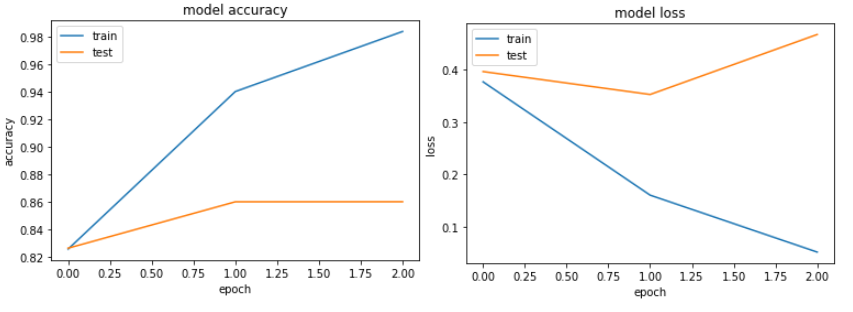 model accuracy
train
test
0.98
0.96
0.94
0.92
0.90
0.88
0.86
0.84
0.82
accuracy
0.00 0.25 0.50 0.75 1.00 1.25 1.50 1.75 2.00
epoch
model loss
train
test
0.4
0.3
0.2
0.1
loss
0.00 0.25 0.50 0.75 1.00 1.25 1.50 1.75 2.00
epoch